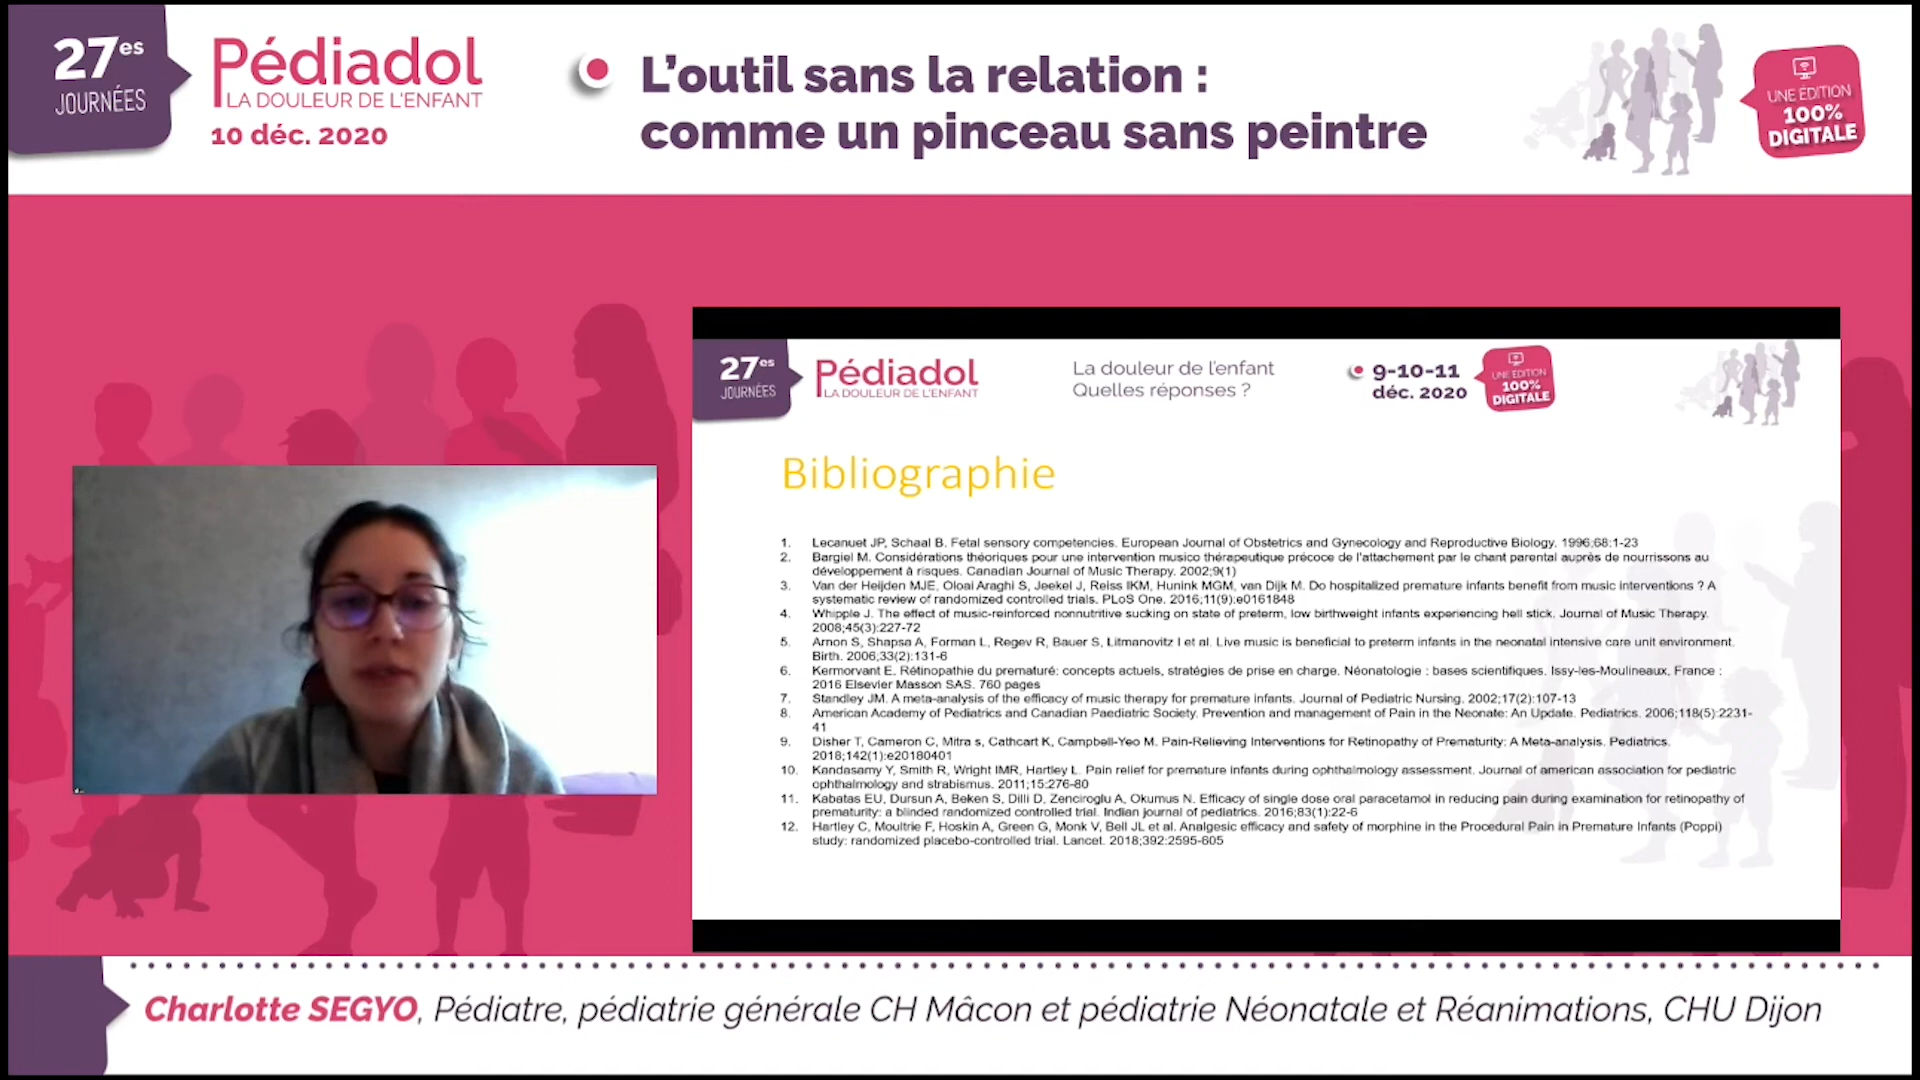 27es
JOURNÉES
Pédiadol
LA DOULEUR DE L'ENFANT
10 déc. 2020
L'outil sans la relation :
comme un pinceau sans peintre
UNE ÉDITION
100%
DIGITALE
27es
JOURNÉES
Pédiadol
LA DOULEUR DE L'ENFANT
La douleur de l'enfant
Quelles réponses ?
9-10-11
déc. 2020
UNE ÉDITION
100%
DIGITALE
Bibliographie
1. Lecanuet JP, Schaal B. Fetal sensory competencies. European Journal of Obstetrics and Gynecology and Reproductive Biology. 1996;68:1-23
2. Bargiel M. Considérations théoriques pour une intervention musico thérapeutique précoce de l'attachement par le chant parental auprès de nourrissons au
développement à risques. Canadian Journal of Music Therapy. 2002;9(1)
3. Van der Heijden MJE, Oloai Araghi S, Jeekel J, Reiss IKM, Hunink MGM, van Dijk M. Do hospitalized premature infants benefit from music interventions ? A
systematic review of randomized controlled trials. PLoS One. 2016;11(9):e0161848
4. Whipple J. The effect of music-reinforced nonnutritive sucking on state of preterm, low birthweight infants experiencing hell stick. Journal of Music Therapy.
2008;45(3):227-72
5. Arnon S, Shapsa A, Forman L, Regev R, Bauer S, Litmanovitz I et al. Live music is beneficial to preterm infants in the neonatal intensive care unit environment.
Birth. 2006;33(2):131-6
6. Kermorvant E. Rétinopathie du prematuré: concepts actuels, stratégies de prise en charge. Néonatologie : bases scientifiques. Issy-les-Moulineaux, France :
2016 Elsevier Masson SAS. 760 pages
7. Standley JM. A meta-analysis of the efficacy of music therapy for premature infants. Journal of Pediatric Nursing. 2002;17(2):107-13
8. American Academy of Pediatrics and Canadian Paediatric Society. Prevention and management of Pain in the Neonate: An Update. Pediatrics. 2006;118(5):2231-
41
9. Disher T, Cameron C, Mitra s, Cathcart K, Campbell-Yeo M. Pain-Relieving Interventions for Retinopathy of Prematurity: A Meta-analysis. Pediatrics.
2018;142(1):e20180401
10. Kandasamy Y, Smith R, Wright IMR, Hartley L. Pain relief for premature infants during ophthalmology assessment. Journal of american association for pediatric
ophthalmology and strabismus. 2011;15:276-80
11. Kabatas EU, Dursun A, Beken S, Dilli D, Zenciroglu A, Okumus N. Efficacy of single dose oral paracetamol in reducing pain during examination for retinopathy of
prematurity: a blinded randomized controlled trial. Indian journal of pediatrics. 2016;83(1):22-6
12. Hartley C, Moultrie F, Hoskin A, Green G, Monk V, Bell JL et al. Analgesic efficacy and safety of morphine in the Procedural Pain in Premature Infants (Poppi)
study: randomized placebo-controlled trial. Lancet. 2018;392:2595-605
Charlotte SEGYO, Pédiatre, pédiatrie générale CH Mâcon et pédiatrie Néonatale et Réanimations, CHU Dijon